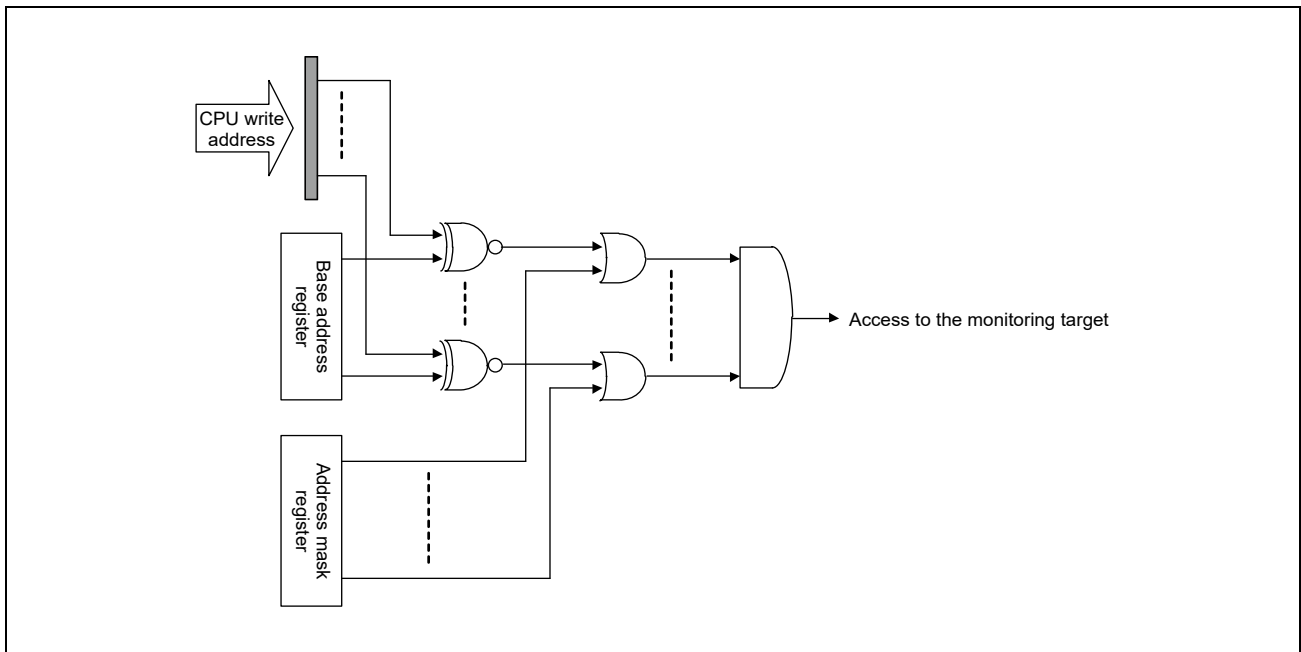 CPU write
address
Base address
register
Access to the monitoring target
Address mask
register